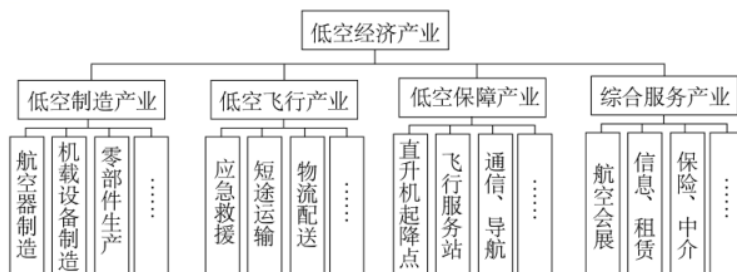 低空经济产业
低空制造产业
低空飞行产业
低空保障产业
综合服务产业
航空器制造
机载设备制造
零部件生产
……
应急救援
短途运输
物流配送
……
直升机起降点
飞行服务站
通信、导航
……
航空会展
信息、租赁
保险、中介
……